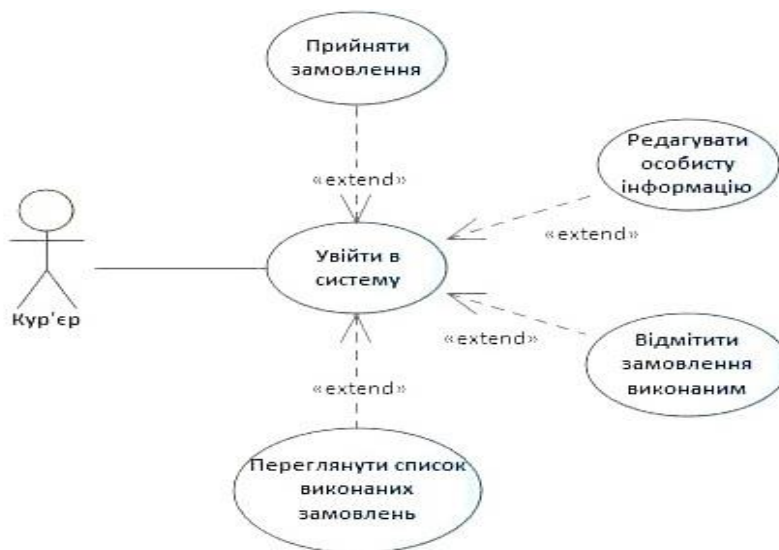 Прийняти
замовлення
«extend»
Редагувати
особисту
інформацію
«extend»
Увійти в
систему
Кур'єр
«extend»
Відмітити
замовлення
виконаним
«extend»
Переглянути список
виконаних
замовлень